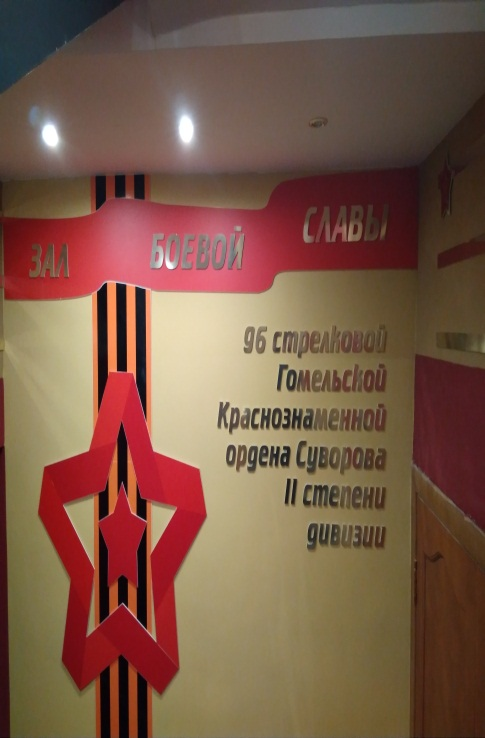 ЗАЛ БОЕВОЙ СЛАВЫ
96 стрелковой
Гомельской
Краснознаменной
ордена Суворова
II степени
дивизии